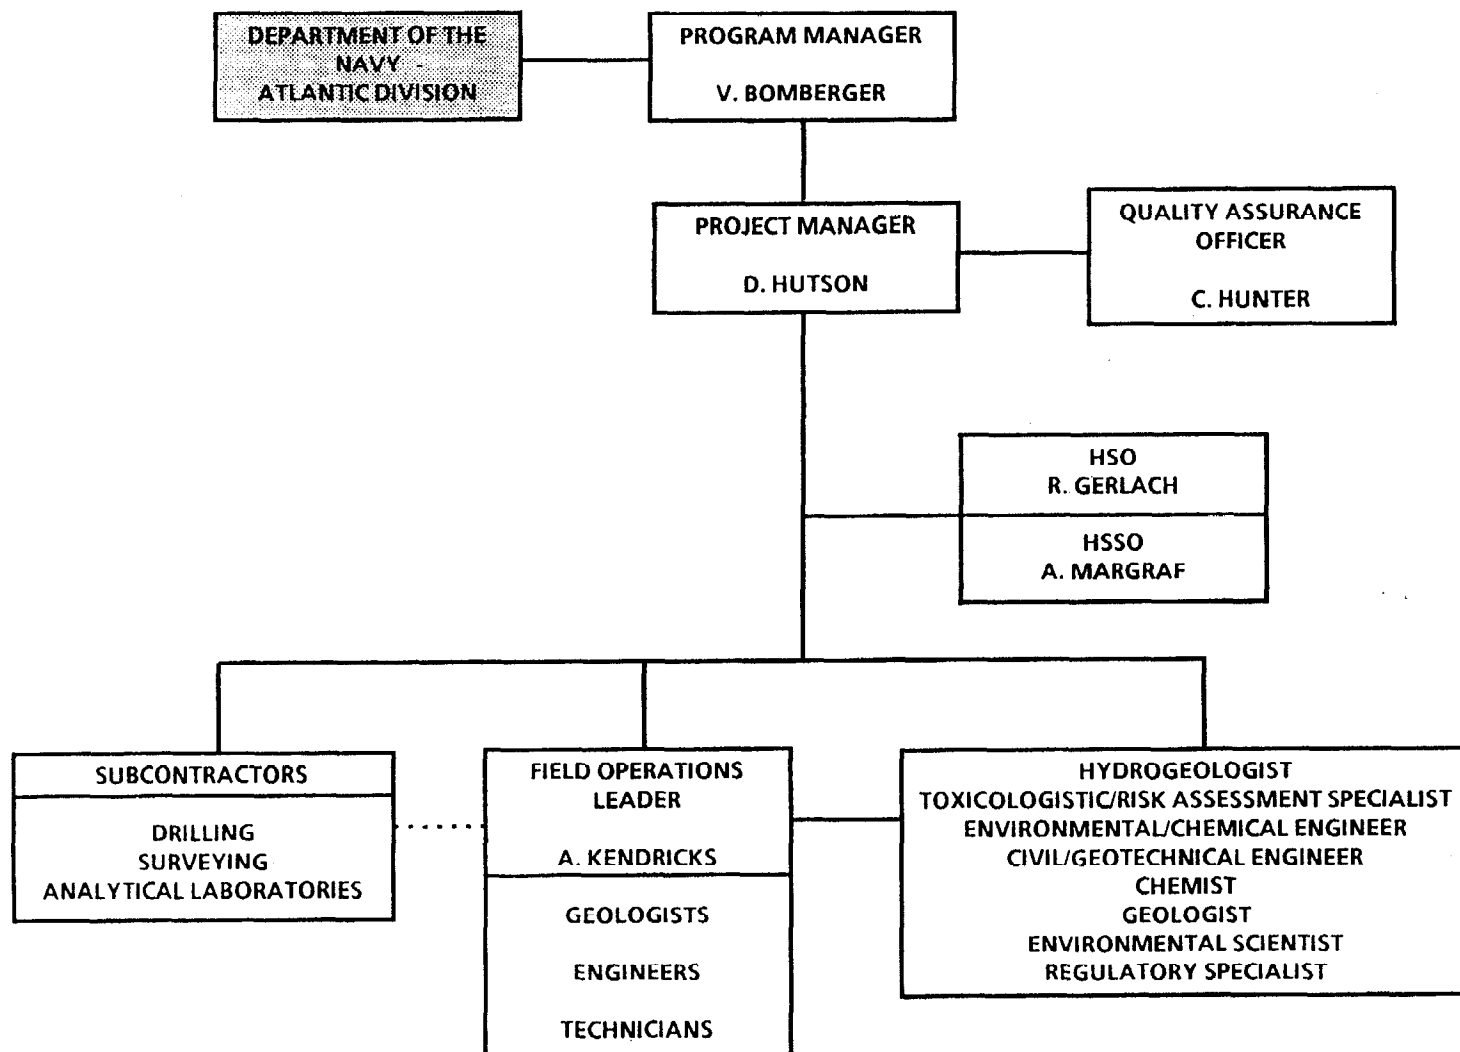 DEPARTMENT OF THE
NAVY -
ATLANTIC DIVISION
PROGRAM MANAGER
V. BOMBERGER
PROJECT MANAGER
D. HUTSON
QUALITY ASSURANCE
OFFICER
C. HUNTER
HSO
R. GERLACH
HSSO
A. MARGRAF
SUBCONTRACTORS
DRILLING
SURVEYING
ANALYTICAL LABORATORIES
FIELD OPERATIONS
LEADER
A. KENDRICKS
GEOLOGISTS
ENGINEERS
TECHNICIANS
HYDROGEOLOGIST
TOXICOLOGISTIC/RISK ASSESSMENT SPECIALIST
ENVIRONMENTAL/CHEMICAL ENGINEER
CIVIL/GEOTECHNICAL ENGINEER
CHEMIST
GEOLOGIST
ENVIRONMENTAL SCIENTIST
REGULATORY SPECIALIST